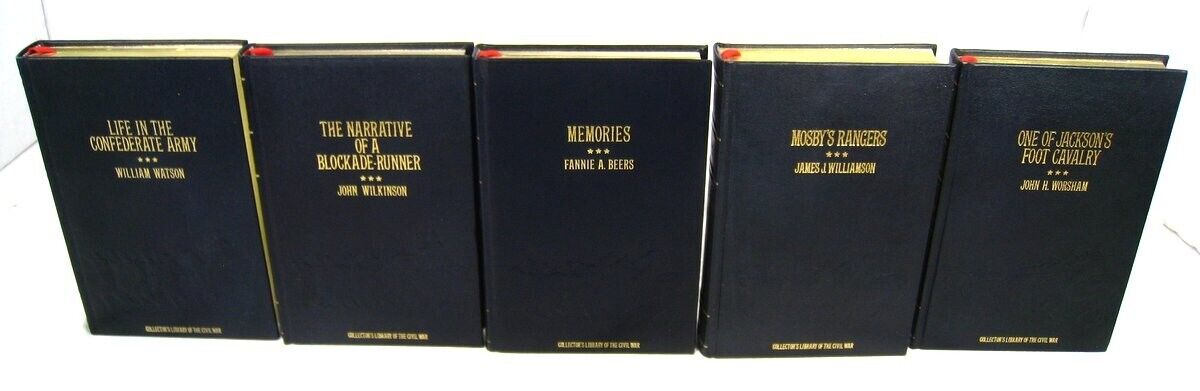 LIFE IN THE
CONFEDERATE ARMY
WILLIAM WATSON
COLLECTOR'S LIBRARY OF THE CIVIL WAR
THE NARRATIVE
OF A
BLOCKADE-RUNNER
JOHN WILKINSON
COLLECTOR'S LIBRARY OF THE CIVIL WAR
MEMORIES
FANNIE A. BEERS
COLLECTOR'S LIBRARY OF THE CIVIL WAR
MOSBY'S RANGERS
JAMES J. WILLIAMSON
COLLECTOR'S LIBRARY OF THE CIVIL WAR
ONE OF JACKSON'S
FOOT CAVALRY
JOHN H. WORSHAM
COLLECTOR'S LIBRARY OF THE CIVIL WAR